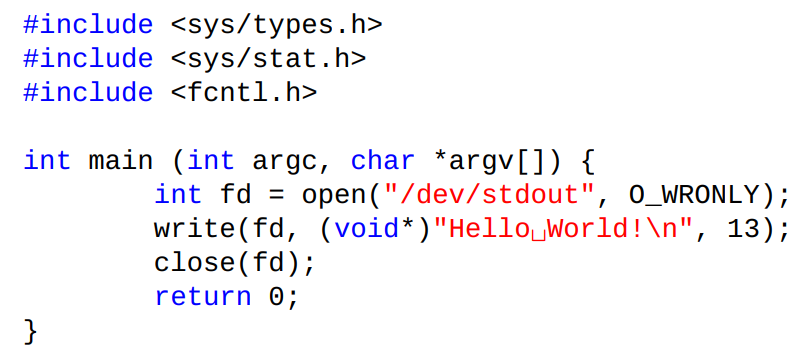 #include <sys/types.h>
#include <sys/stat.h>
#include <fcntl.h>

int main (int argc, char *argv[]) {
        int fd = open("/dev/stdout", O_WRONLY);
        write(fd, (void*)"Hello␣World!\n", 13);
        close(fd);
        return 0;
}